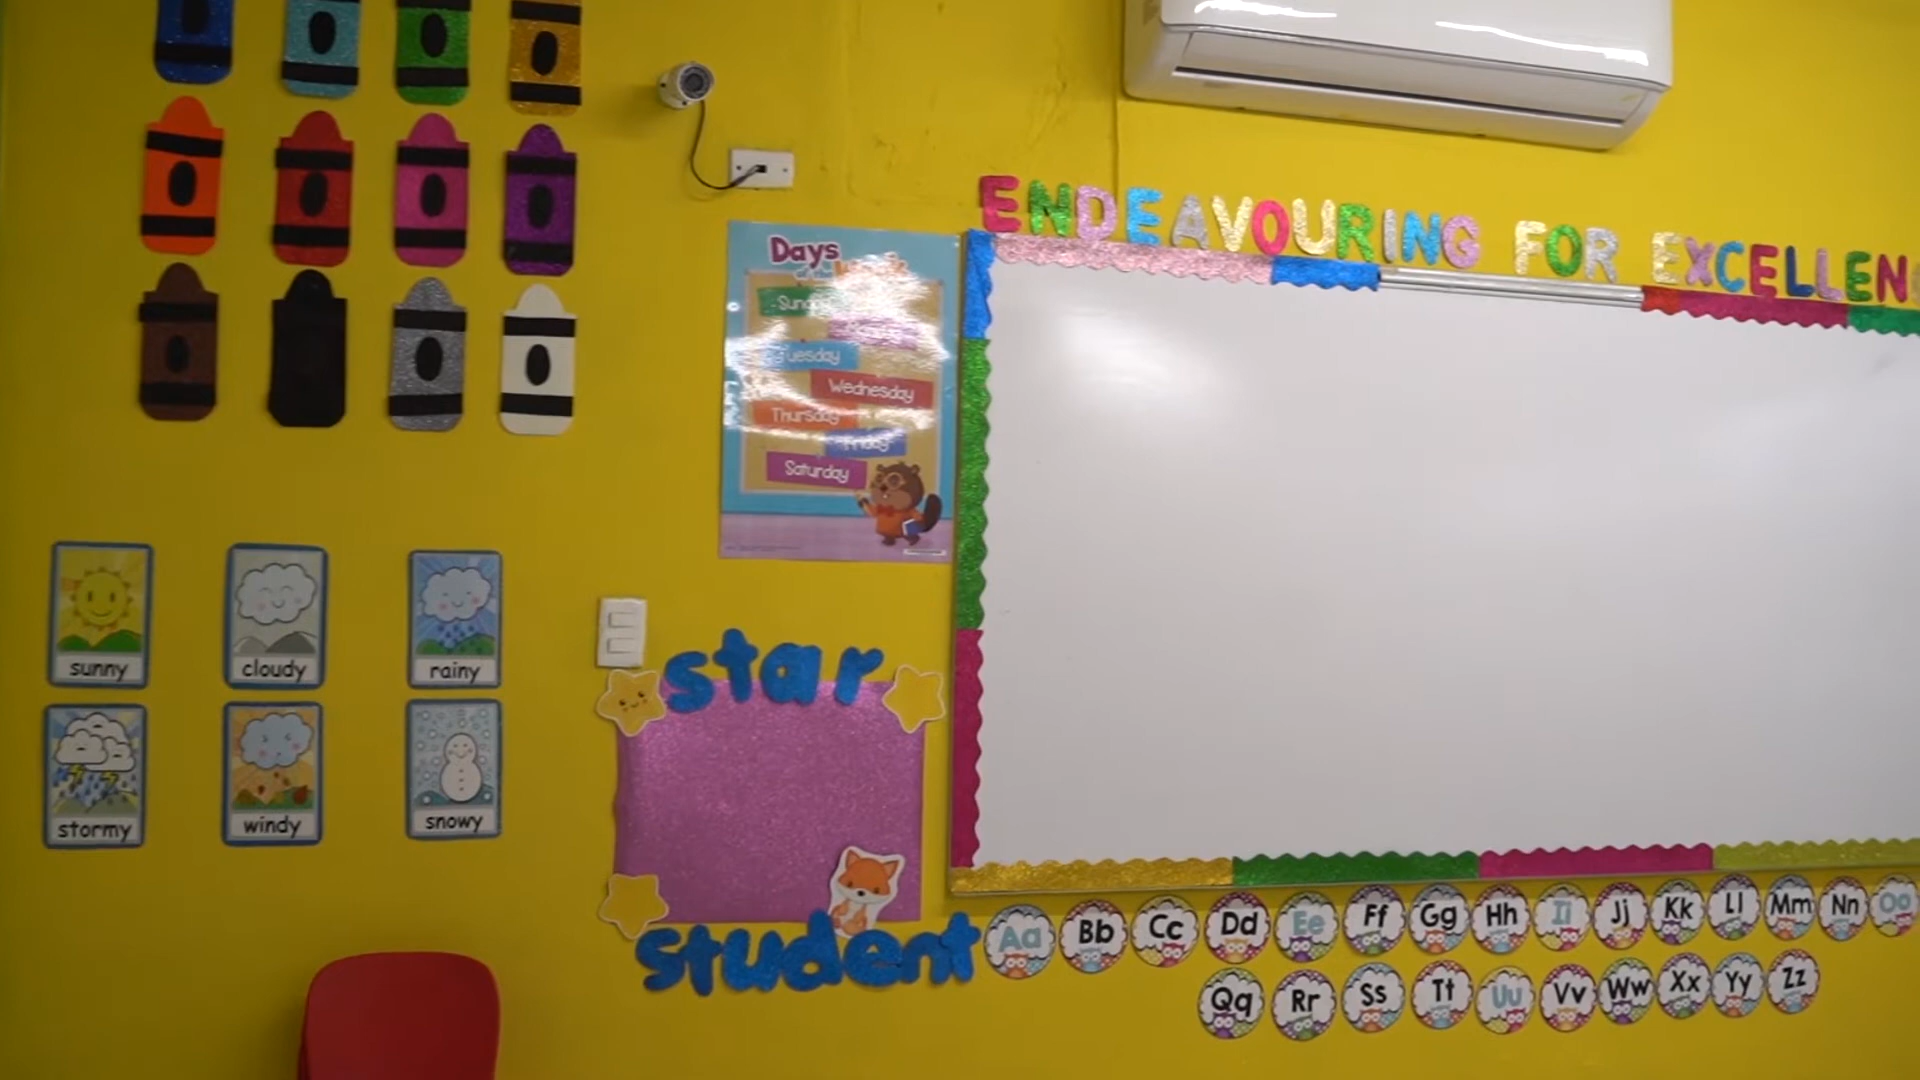 ENDEAVOURING FOR EXCELLEN
Days
Sunday
Tuesday
Wednesday
Thursday
Friday
Saturday
sunny
cloudy
rainy
stormy
windy
snowy
star
student
Aa Bb Cc Dd Ee Ff Gg Hh Ii Jj Kk Ll Mm Nn Oo
Qq Rr Ss Tt Uu Vv Ww Xx Yy Zz